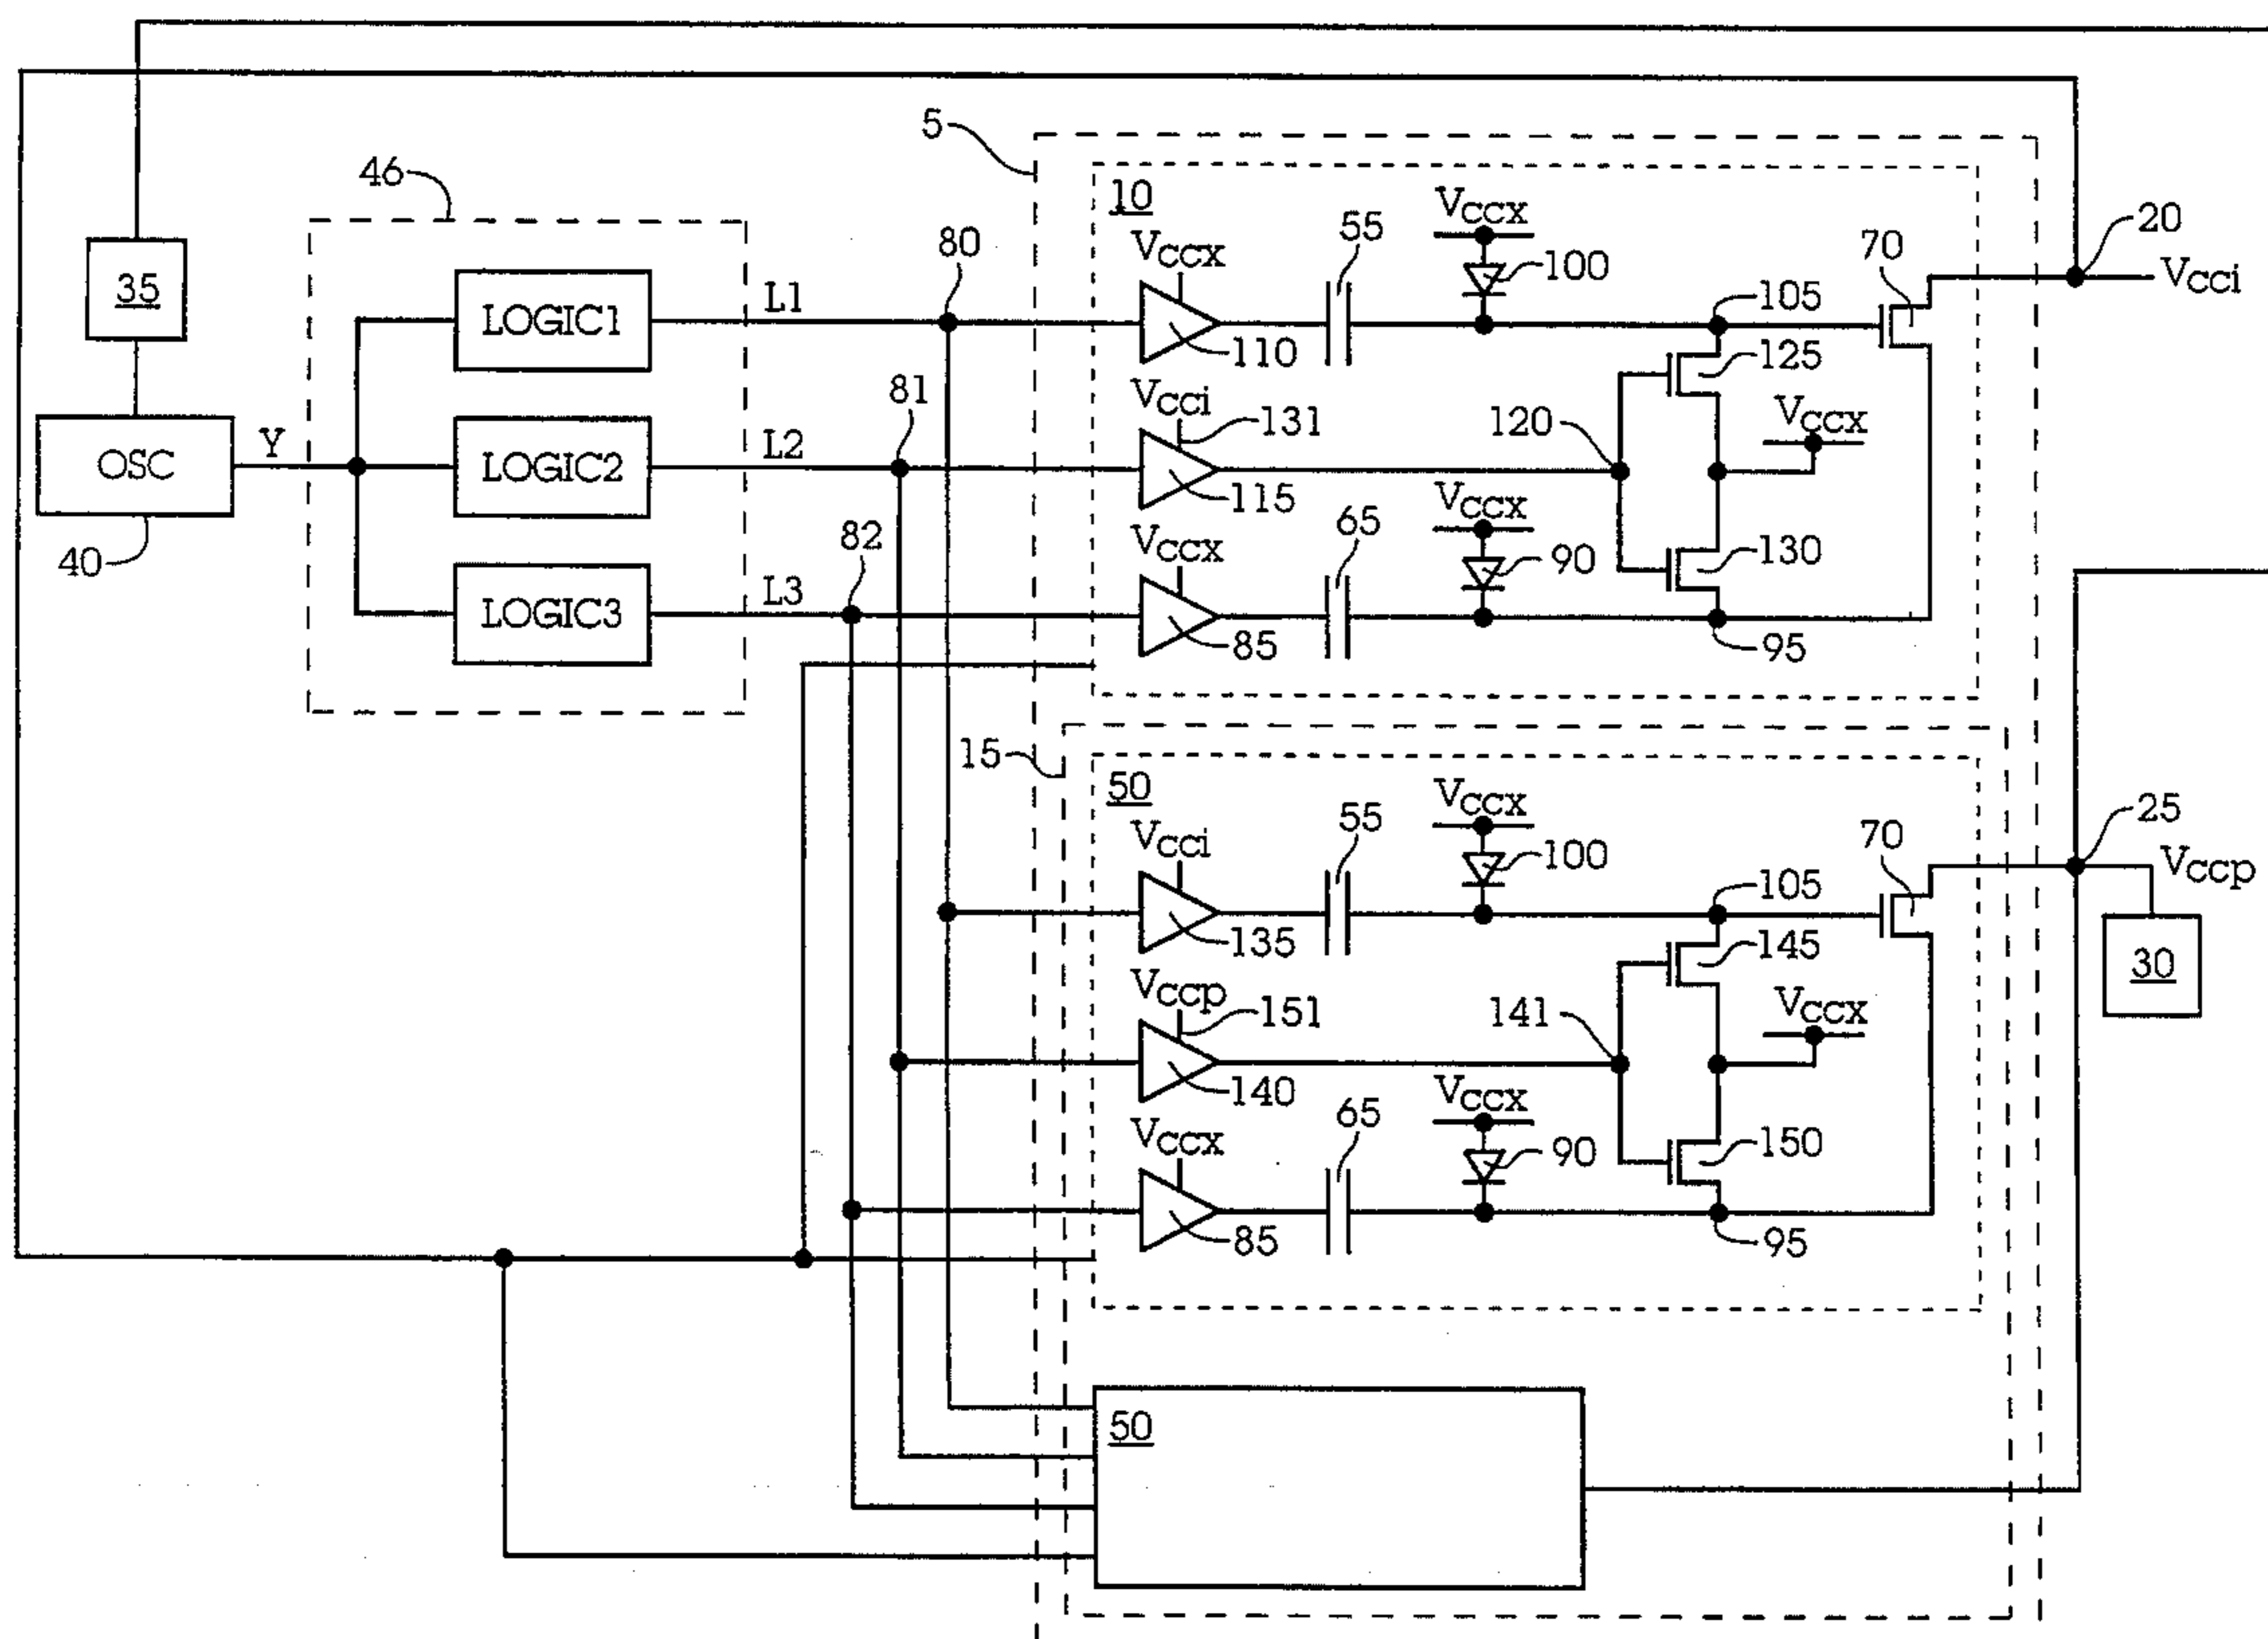 5
46
10
VCCX
55
VCCX
100
80
105
70
20
VCCi
35
LOGIC1
L1
110
125
OSC
Y
40
LOGIC2
L2
81
VCCi
131
115
120
VCCX
LOGIC3
L3
82
VCCX
85
65
VCCX
90
130
95
15
50
VCCi
55
VCCX
100
105
70
25
VCCP
30
135
145
VCCP
151
140
141
VCCX
VCCX
85
65
VCCX
90
150
95
50